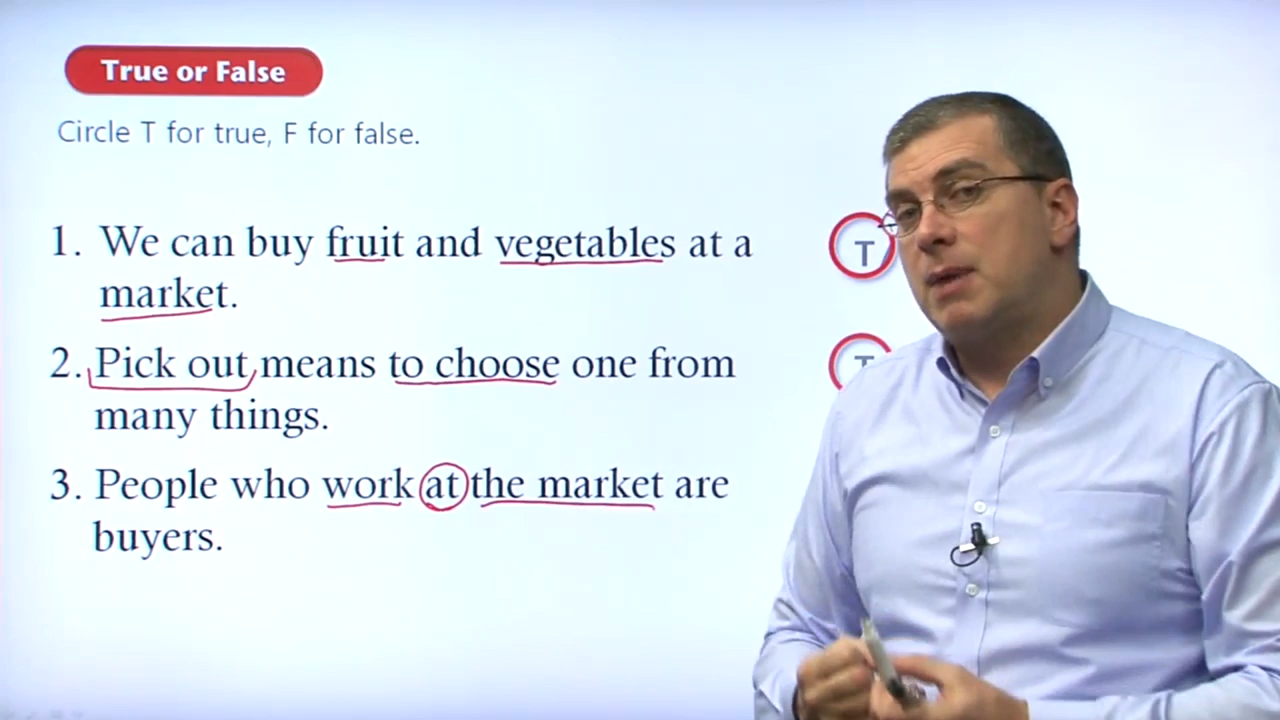 True or False
Circle T for true, F for false.
1. We can buy fruit and vegetables at a T
market.
2. Pick out means to choose one from T
many things.
3. People who work at the market are
buyers.